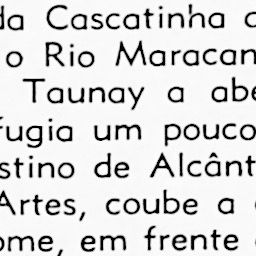 da Cascatinha
o Rio Maracan
Taunay a abe
fugia um pouco
stino de Alcânt
Artes, coube a
ome, em frente